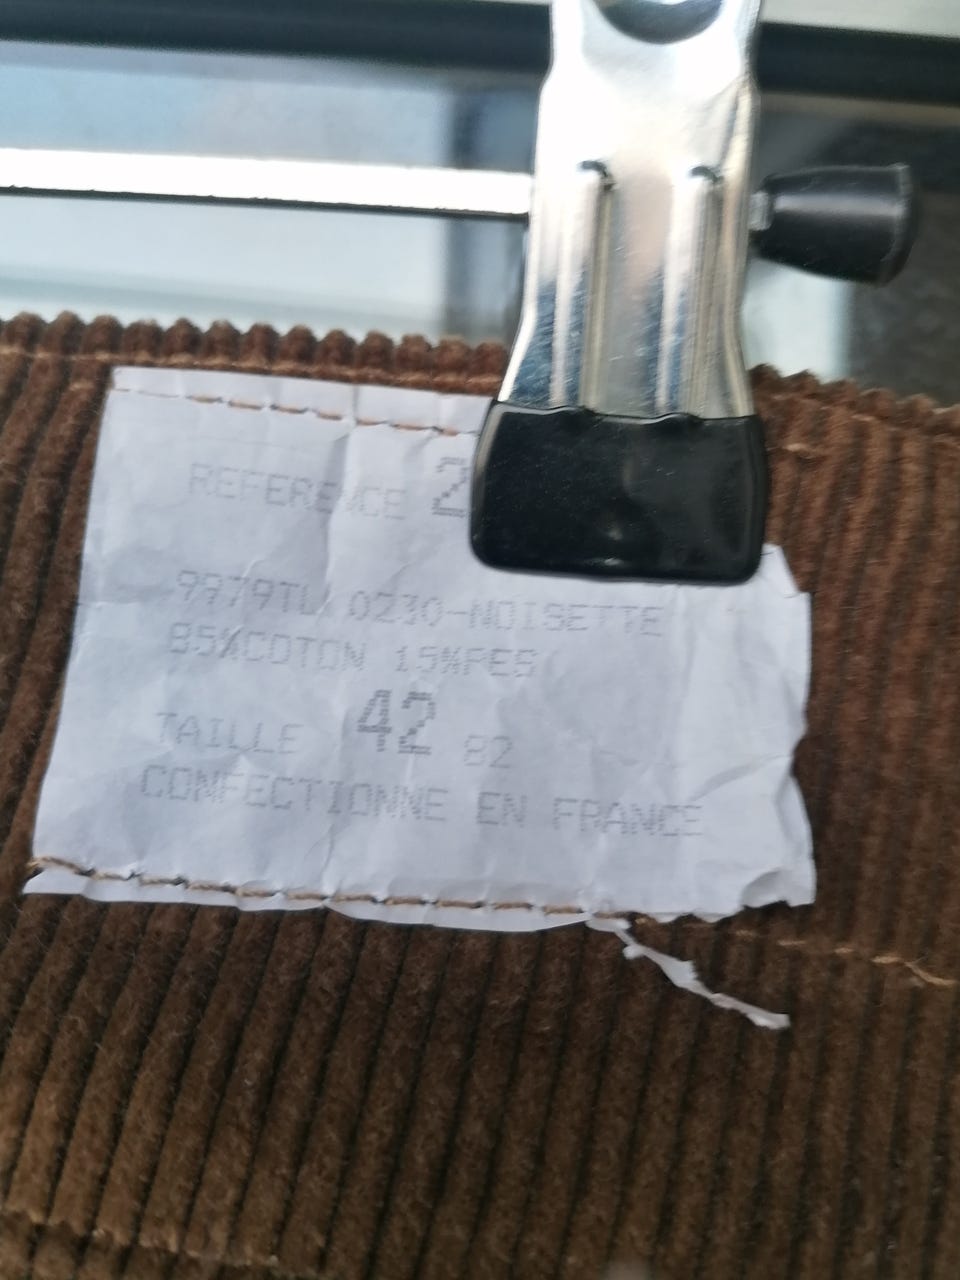 REFERENCE 2
9979TL 0230-NOISETTE
85%COTON 15%PES
TAILLE 42 82
CONFECTIONNE EN FRANCE